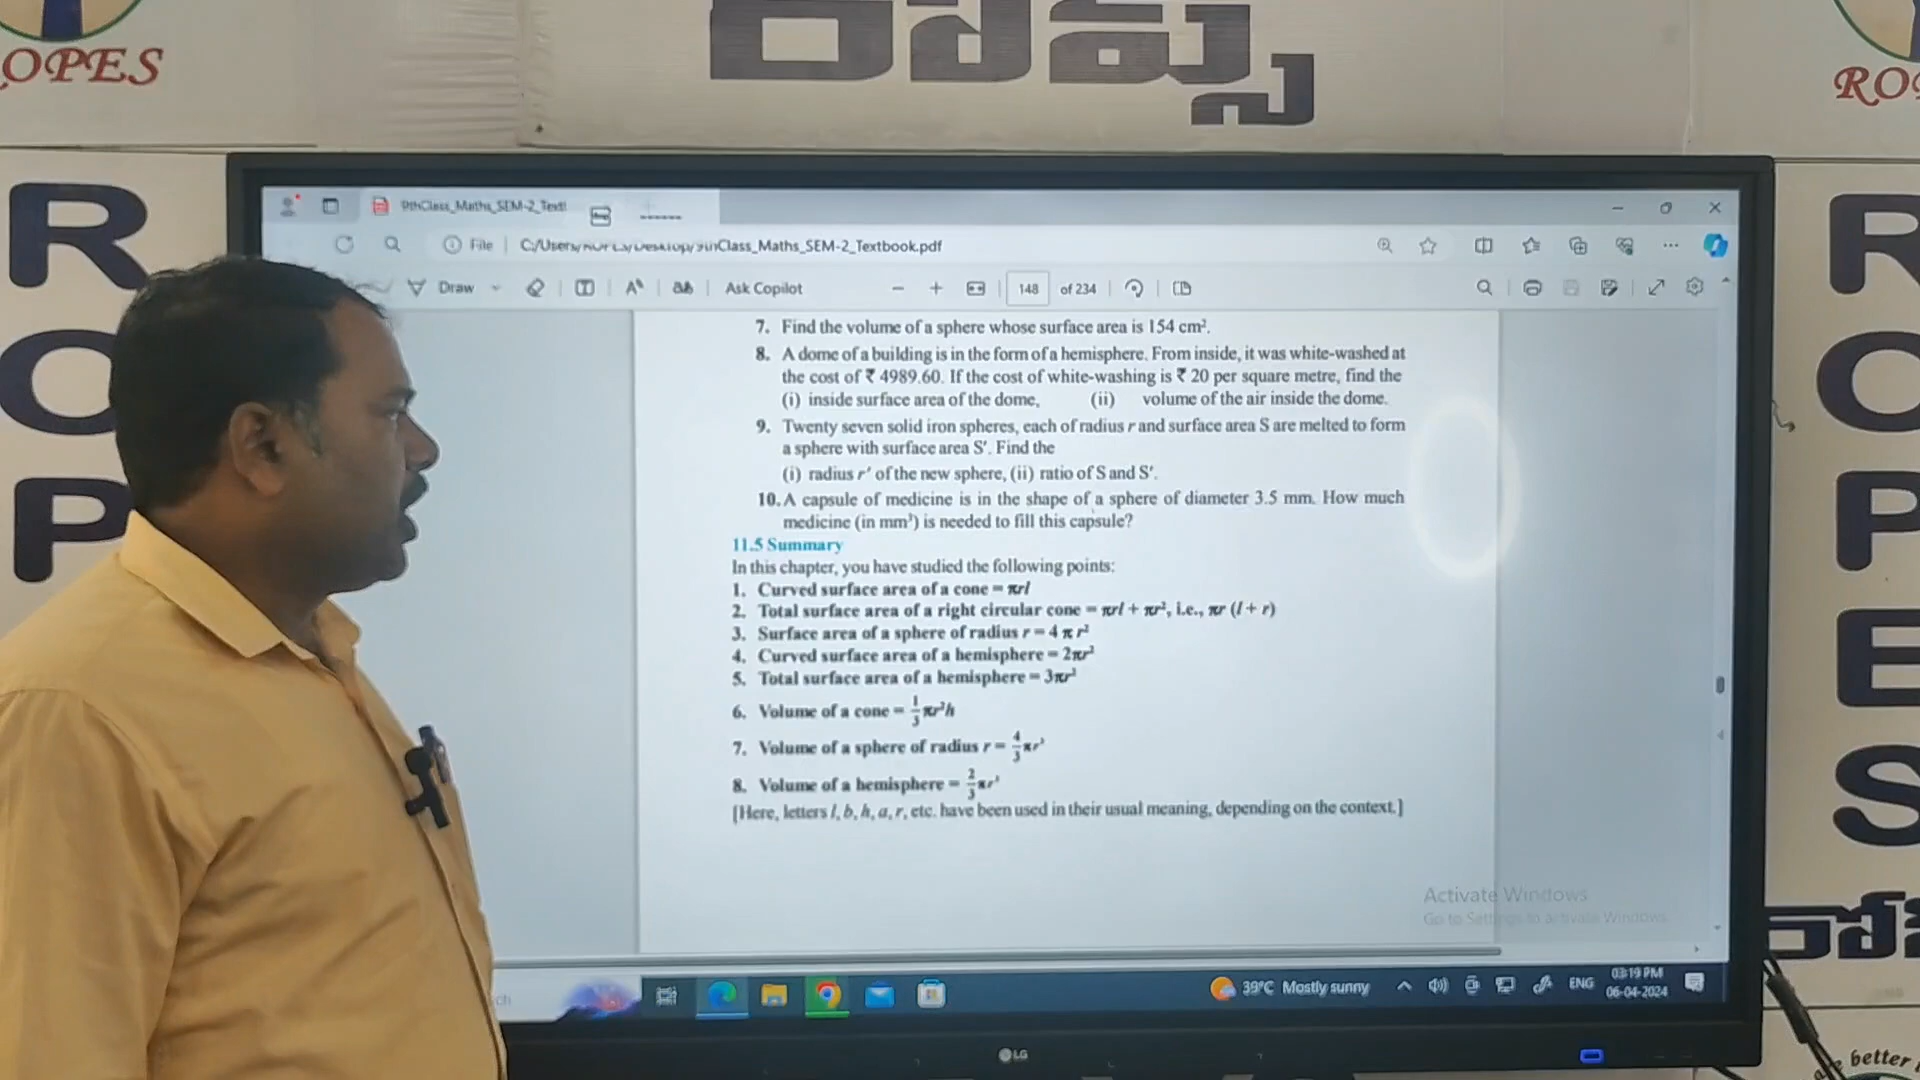 రోప్స్
OPES
RO
R
O
P
R
O
P
E
S
రోప
9thClass_Maths_SEM-2_Text
File
C:/Users/ROPES/Desktop/9thClass_Maths_SEM-2_Textbook.pdf
Draw
Ask Copilot
148 of 234
7. Find the volume of a sphere whose surface area is 154 cm².
8. A dome of a building is in the form of a hemisphere. From inside, it was white-washed at
the cost of ₹ 4989.60. If the cost of white-washing is ₹ 20 per square metre, find the
(i) inside surface area of the dome, (ii) volume of the air inside the dome.
9. Twenty seven solid iron spheres, each of radius r and surface area S are melted to form
a sphere with surface area S′. Find the
(i) radius r′ of the new sphere, (ii) ratio of S and S′.
10. A capsule of medicine is in the shape of a sphere of diameter 3.5 mm. How much
medicine (in mm³) is needed to fill this capsule?
11.5 Summary
In this chapter, you have studied the following points:
1. Curved surface area of a cone = πrl
2. Total surface area of a right circular cone = πrl + πr², i.e., πr (l + r)
3. Surface area of a sphere of radius r = 4 π r²
4. Curved surface area of a hemisphere = 2πr²
5. Total surface area of a hemisphere = 3πr²
6. Volume of a cone = 1/3 πr²h
7. Volume of a sphere of radius r = 4/3 πr³
8. Volume of a hemisphere = 2/3 πr³
[Here, letters l, b, h, a, r, etc. have been used in their usual meaning, depending on the context.]
Activate Windows
Go to Settings to activate Windows.
39°C Mostly sunny
ENG
03:19 PM
06-04-2024
LG
better